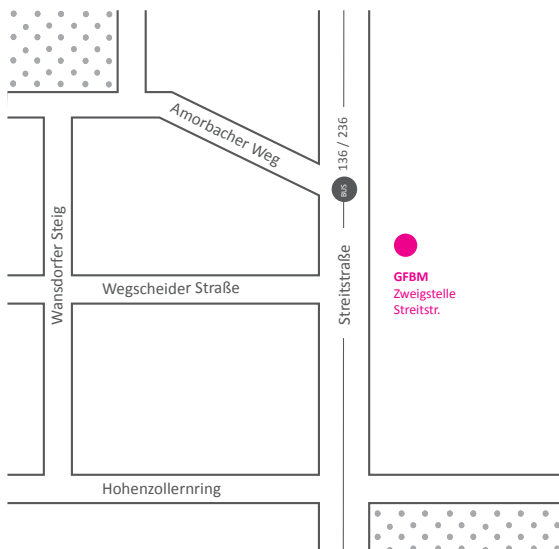 Amorbacher Weg
136 / 236
BUS
Wansdorfer Steig
Streitstraße
GFBM
Zweigstelle
Streitstr.
Wegscheider Straße
Hohenzollernring